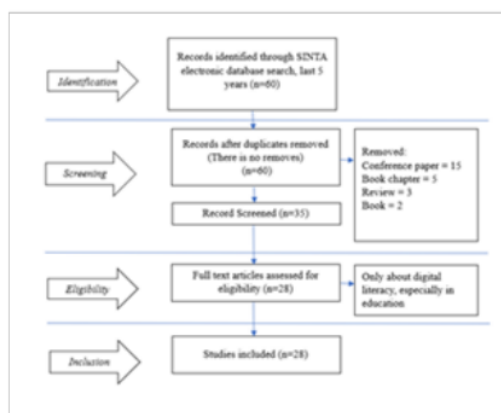 Records identified through SINTA
electronic database search, last 5
years (n=60)
Identification
Records after duplicates removed
(There is no removes)
(n=60)
Removed:
Conference paper = 15
Book chapter = 5
Review = 3
Book = 2
Screening
Record Screened (n=35)
Full text articles assessed for
eligibility (n=28)
Only about digital
literacy, especially in
education
Eligibility
Studies included (n=28)
Inclusion